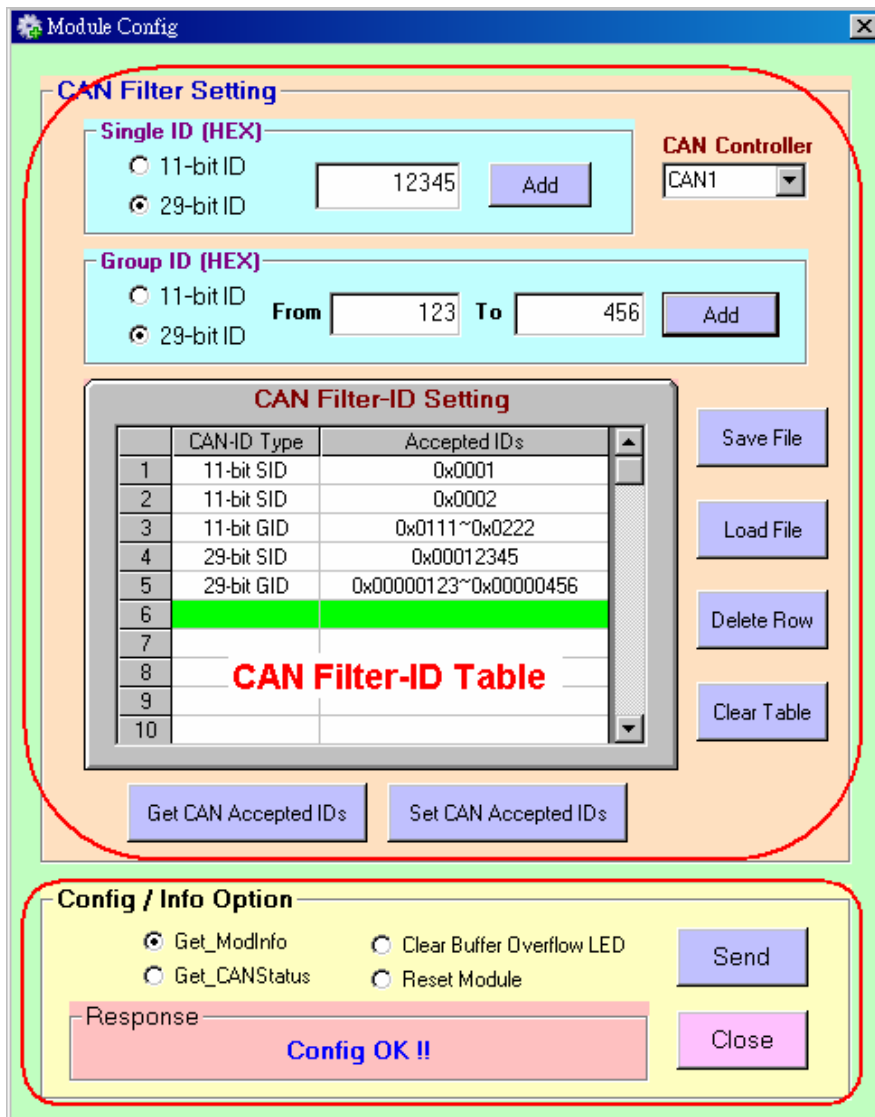 Module Config
CAN Filter Setting
Single ID (HEX)
11-bit ID
29-bit ID
12345
Add
CAN Controller
CAN1
Group ID (HEX)
11-bit ID
29-bit ID
From 123 To 456
Add
CAN Filter-ID Setting
CAN-ID Type Accepted IDs
1 11-bit SID 0x0001
2 11-bit SID 0x0002
3 11-bit GID 0x0111~0x0222
4 29-bit SID 0x00012345
5 29-bit GID 0x00000123~0x00000456
6
7
8
9
10
CAN Filter-ID Table
Save File
Load File
Delete Row
Clear Table
Get CAN Accepted IDs
Set CAN Accepted IDs
Config / Info Option
Get_ModInfo
Clear Buffer Overflow LED
Get_CANStatus
Reset Module
Send
Response
Config OK !!
Close